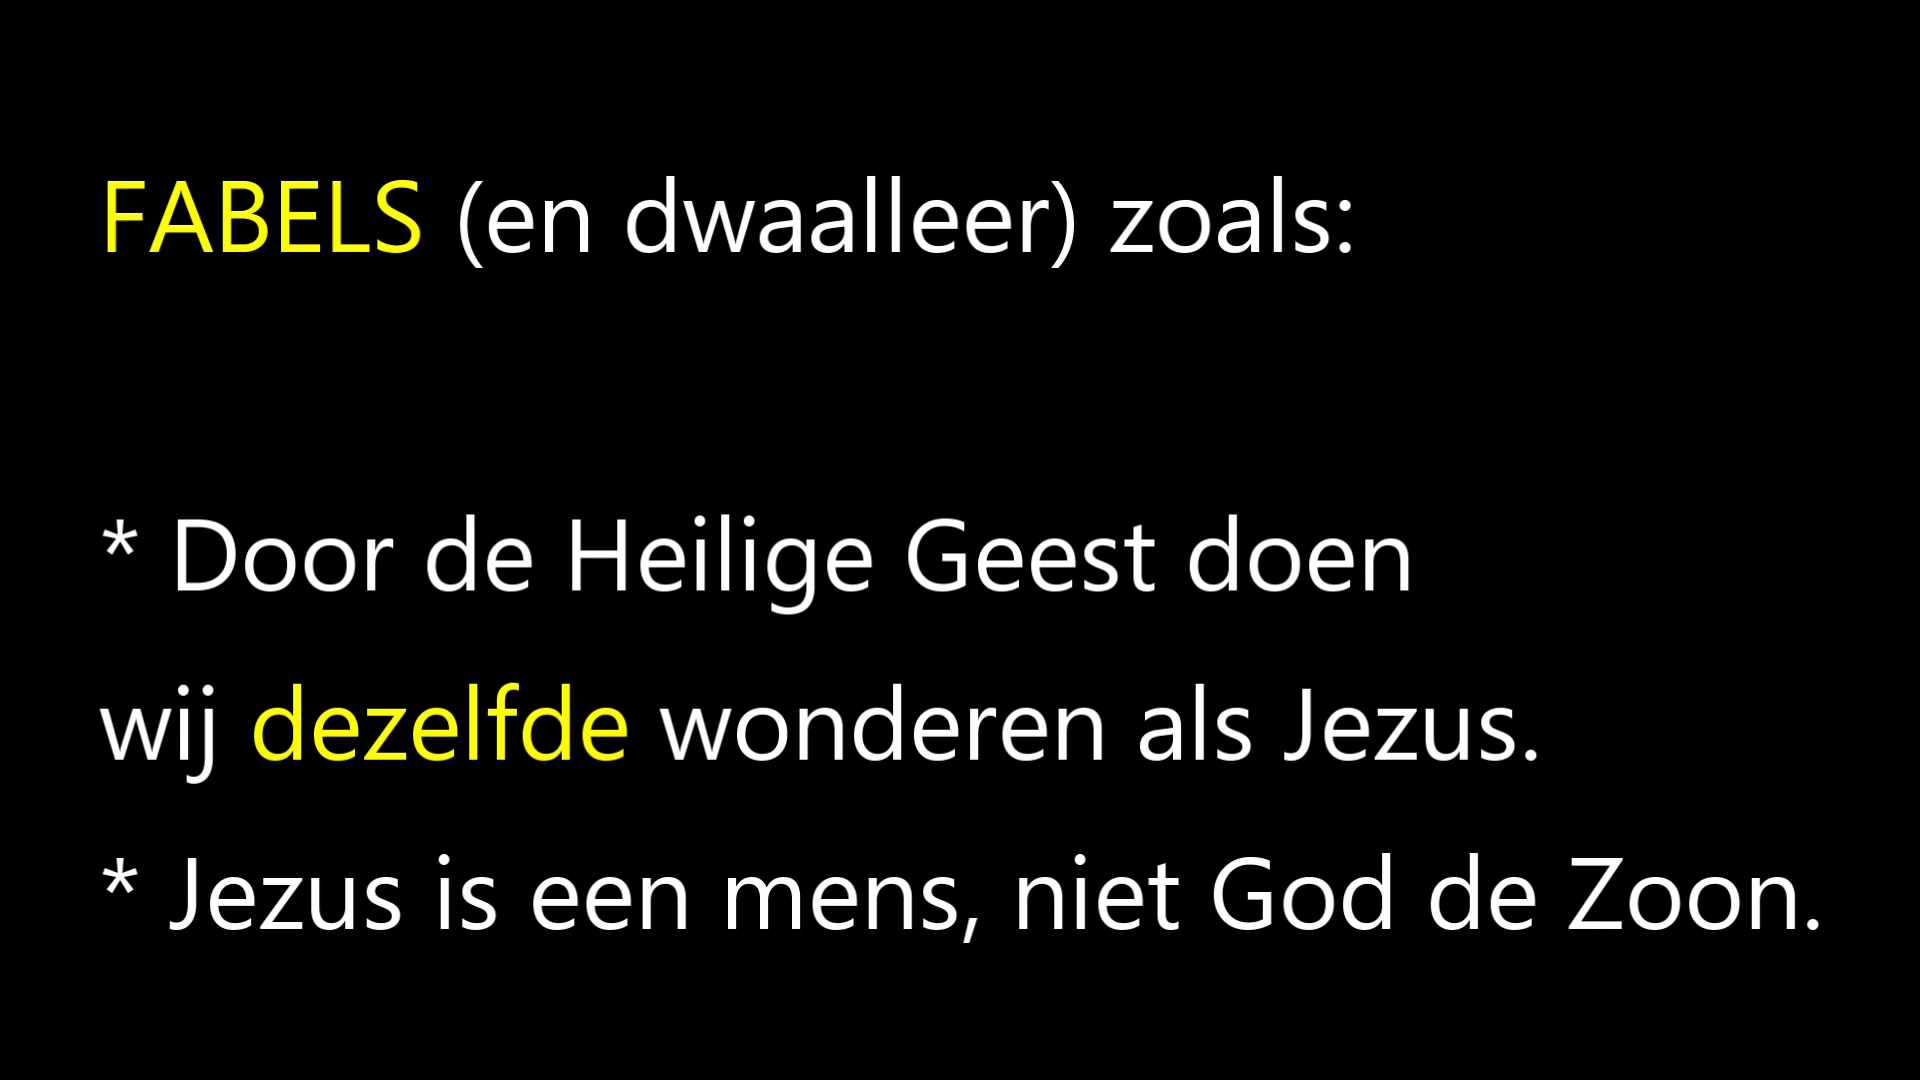 FABELS (en dwaalleer) zoals:
* Door de Heilige Geest doen
wij dezelfde wonderen als Jezus.
* Jezus is een mens, niet God de Zoon.